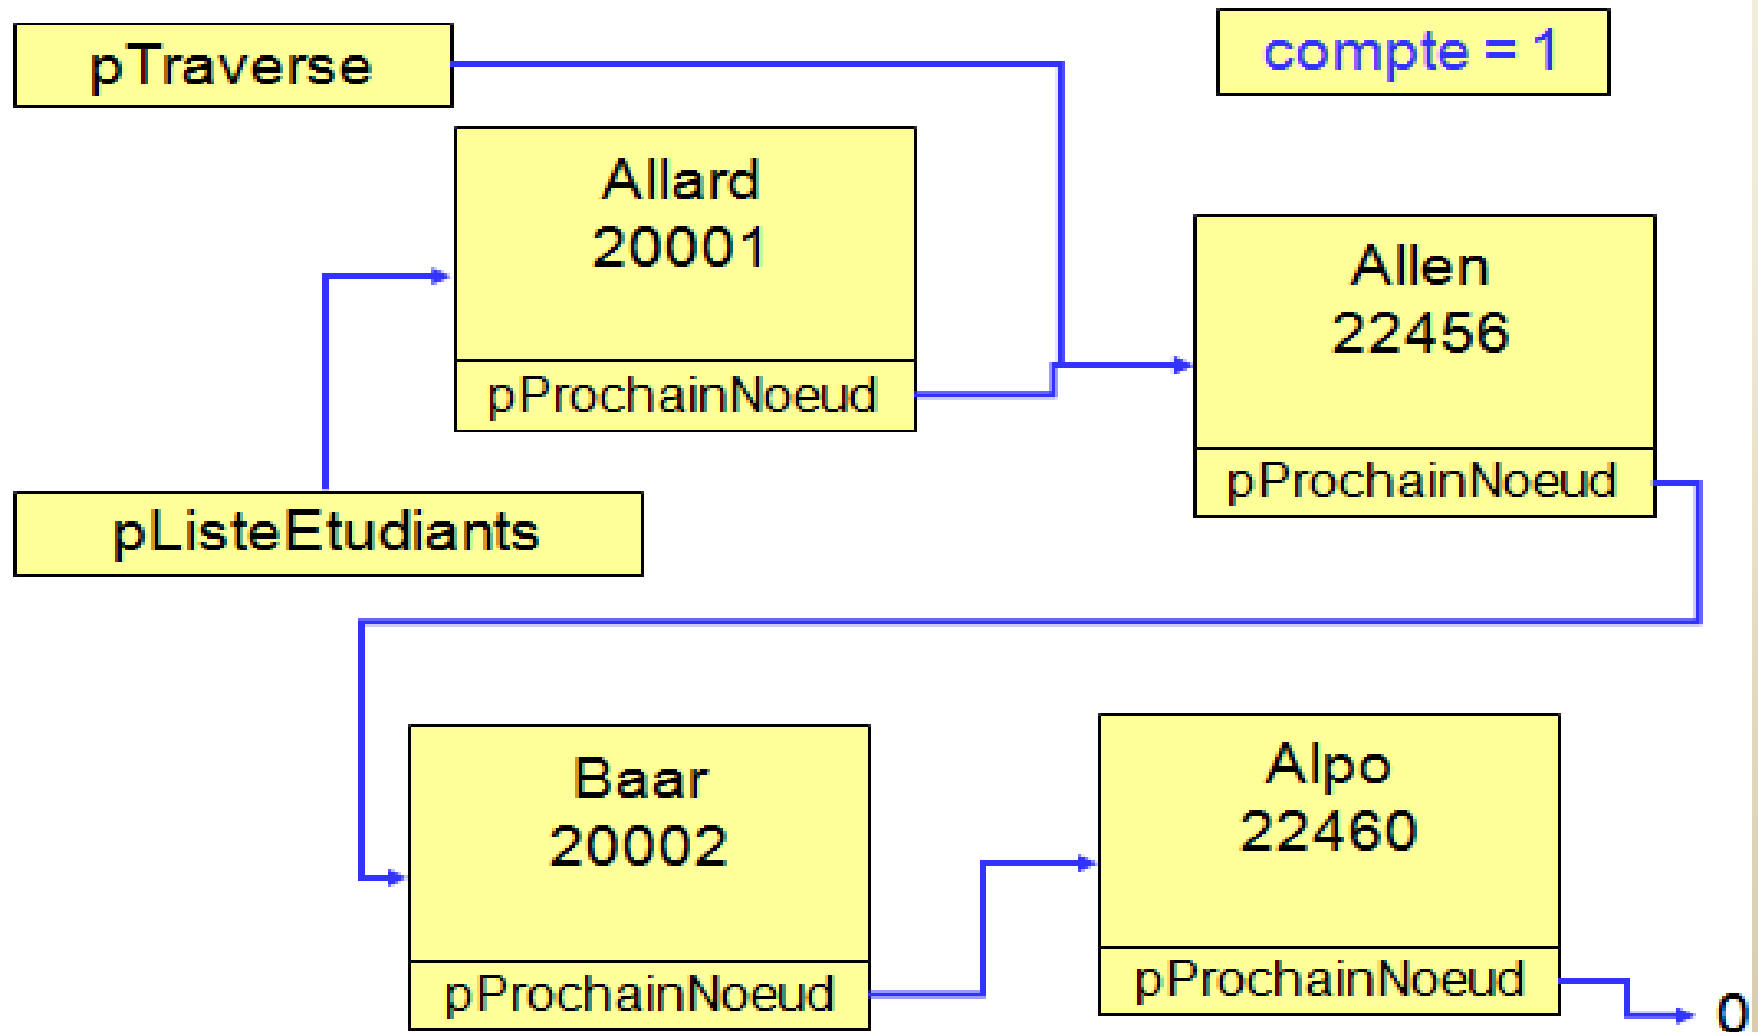 pTraverse
compte = 1
Allard
20001
pProchainNoeud
Allen
22456
pProchainNoeud
pListeEtudiants
Baar
20002
pProchainNoeud
Alpo
22460
pProchainNoeud
0